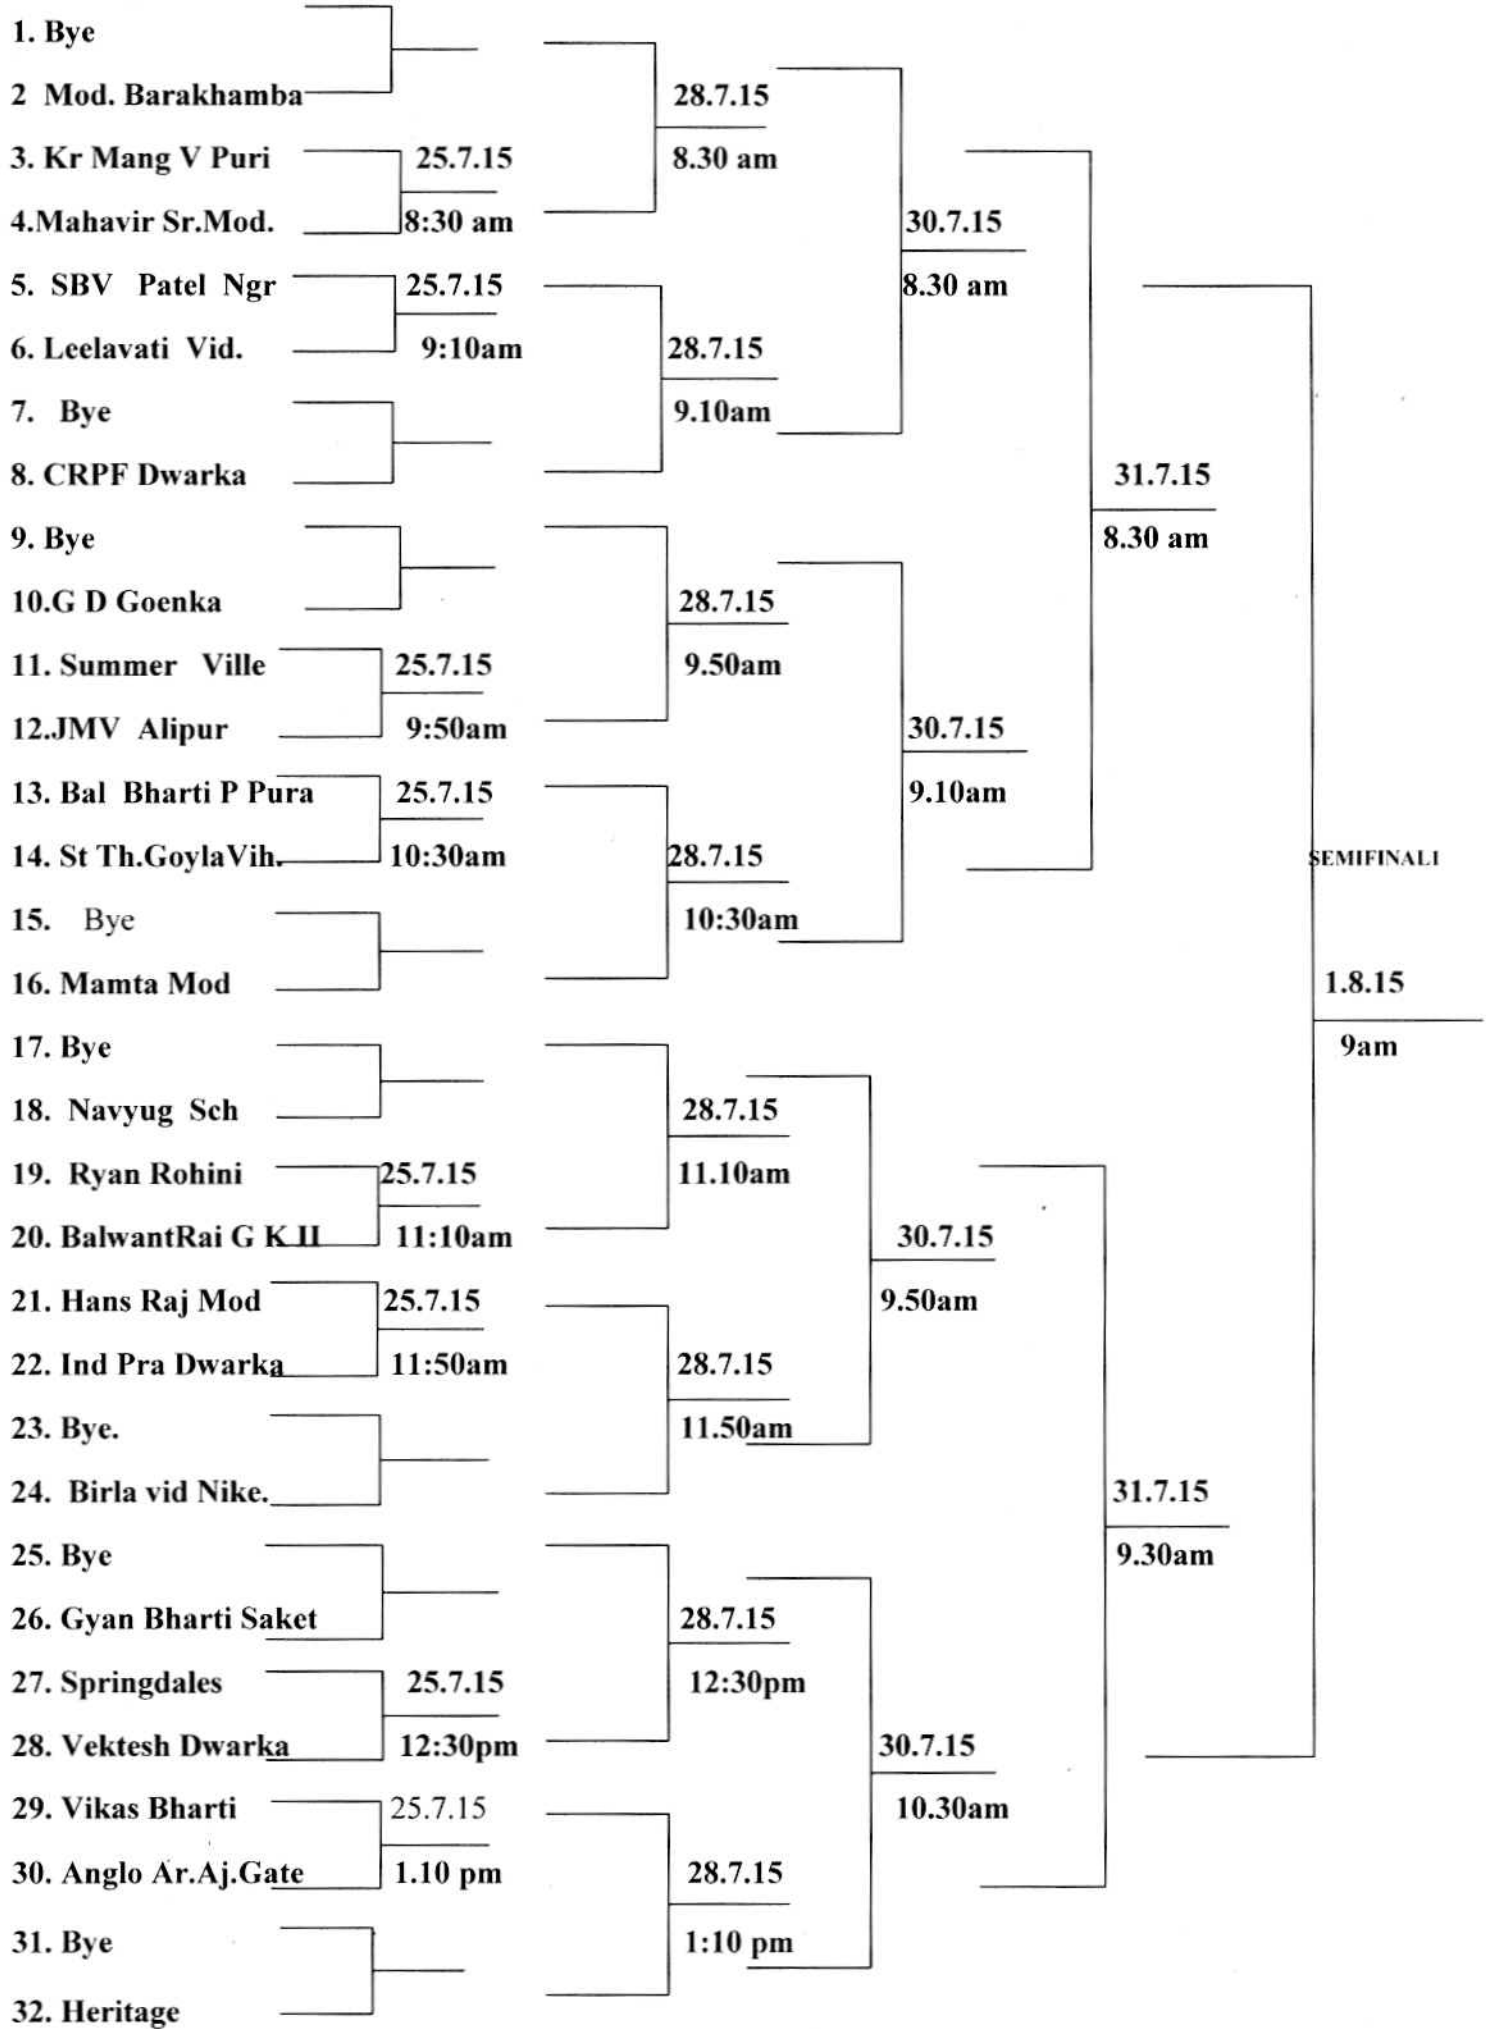 1. Bye
2 Mod. Barakhamba
28.7.15
3. Kr Mang V Puri
25.7.15
8.30 am
4.Mahavir Sr.Mod.
8:30 am
30.7.15
5. SBV Patel Ngr
25.7.15
8.30 am
6. Leelavati Vid.
9:10am
28.7.15
7. Bye
9.10am
8. CRPF Dwarka
31.7.15
9. Bye
8.30 am
10.G D Goenka
28.7.15
11. Summer Ville
25.7.15
9.50am
12.JMV Alipur
9:50am
30.7.15
13. Bal Bharti P Pura
25.7.15
9.10am
14. St Th.GoylaVih.
10:30am
28.7.15
SEMIFINAL1
15. Bye
10:30am
16. Mamta Mod
1.8.15
17. Bye
9am
18. Navyug Sch
28.7.15
19. Ryan Rohini
25.7.15
11.10am
20. BalwantRai G K II
11:10am
30.7.15
21. Hans Raj Mod
25.7.15
9.50am
22. Ind Pra Dwarka
11:50am
28.7.15
23. Bye.
11.50am
24. Birla vid Nike.
31.7.15
25. Bye
9.30am
26. Gyan Bharti Saket
28.7.15
27. Springdales
25.7.15
12:30pm
28. Vektesh Dwarka
12:30pm
30.7.15
29. Vikas Bharti
25.7.15
10.30am
30. Anglo Ar.Aj.Gate
1.10 pm
28.7.15
31. Bye
1:10 pm
32. Heritage